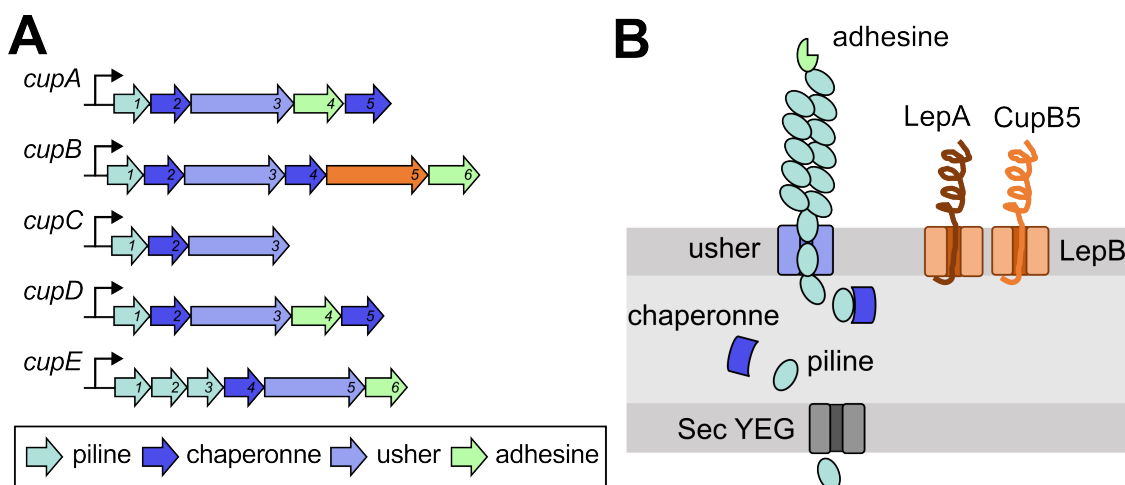 A
cupA
1 2 3 4 5
cupB
1 2 3 4 5 6
cupC
1 2 3
cupD
1 2 3 4 5
cupE
1 2 3 4 5 6
piline chaperonne usher adhesine
B
adhesine
LepA CupB5
usher
LepB
chaperonne
piline
Sec YEG